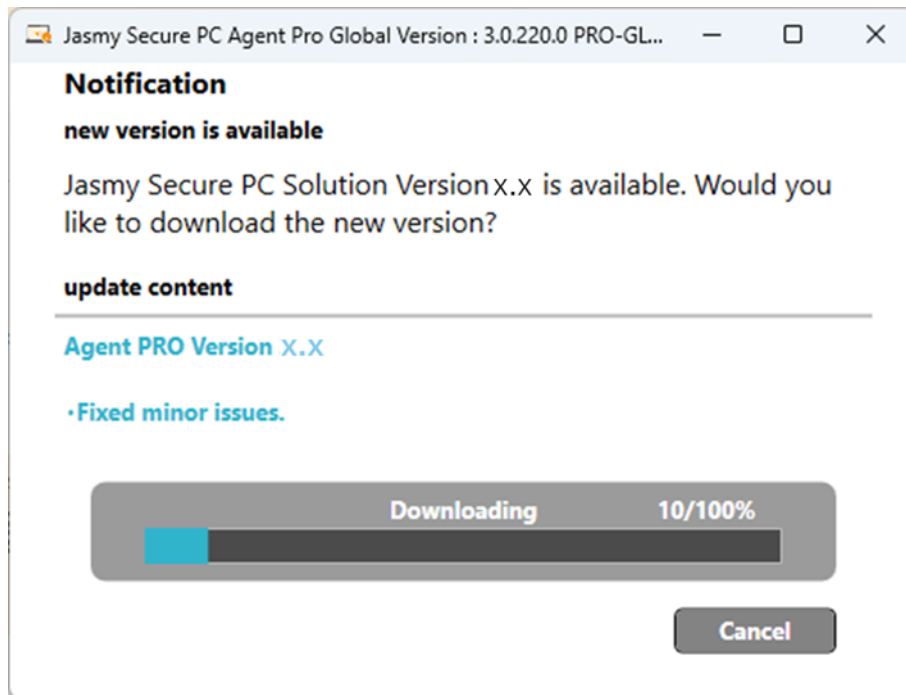 Jasmy Secure PC Agent Pro Global Version : 3.0.220.0 PRO-GL...
Notification
new version is available
Jasmy Secure PC Solution Version x.x is available. Would you
like to download the new version?
update content
Agent PRO Version x.x
・Fixed minor issues.
Downloading 10/100%
Cancel